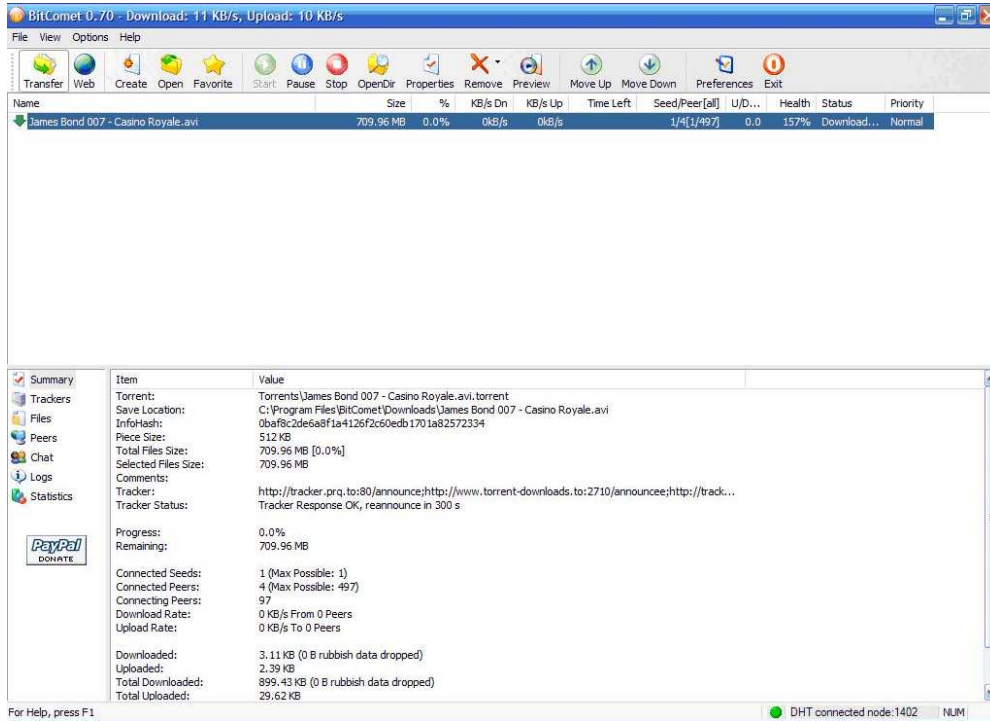 BitComet 0.70 - Download: 11 KB/s, Upload: 10 KB/s
File View Options Help
Transfer Web Create Open Favorite Start Pause Stop OpenDir Properties Remove Preview Move Up Move Down Preferences Exit
Name Size % KB/s Dn KB/s Up Time Left Seed/Peer[all] U/D... Health Status Priority
James Bond 007 - Casino Royale.avi 709.96 MB 0.0% 0kB/s 0kB/s 1/4[1/497] 0.0 157% Download... Normal
Summary
Trackers
Files
Peers
Chat
Logs
Statistics
PayPal
DONATE
Item Value
Torrent: Torrents\James Bond 007 - Casino Royale.avi.torrent
Save Location: C:\Program Files\BitComet\Downloads\James Bond 007 - Casino Royale.avi
InfoHash: 0baf8c2de6a8f1a4126f2c60edb1701a82572334
Piece Size: 512 KB
Total Files Size: 709.96 MB [0.0%]
Selected Files Size: 709.96 MB
Comments:
Tracker: http://tracker.prq.to:80/announce;http://www.torrent-downloads.to:2710/announcee;http://track...
Tracker Status: Tracker Response OK, reannounce in 300 s
Progress: 0.0%
Remaining: 709.96 MB
Connected Seeds: 1 (Max Possible: 1)
Connected Peers: 4 (Max Possible: 497)
Connecting Peers: 97
Download Rate: 0 KB/s From 0 Peers
Upload Rate: 0 KB/s To 0 Peers
Downloaded: 3.11 KB (0 B rubbish data dropped)
Uploaded: 2.39 KB
Total Downloaded: 899.43 KB (0 B rubbish data dropped)
Total Uploaded: 29.62 KB
For Help, press F1 DHT connected node:1402 NUM